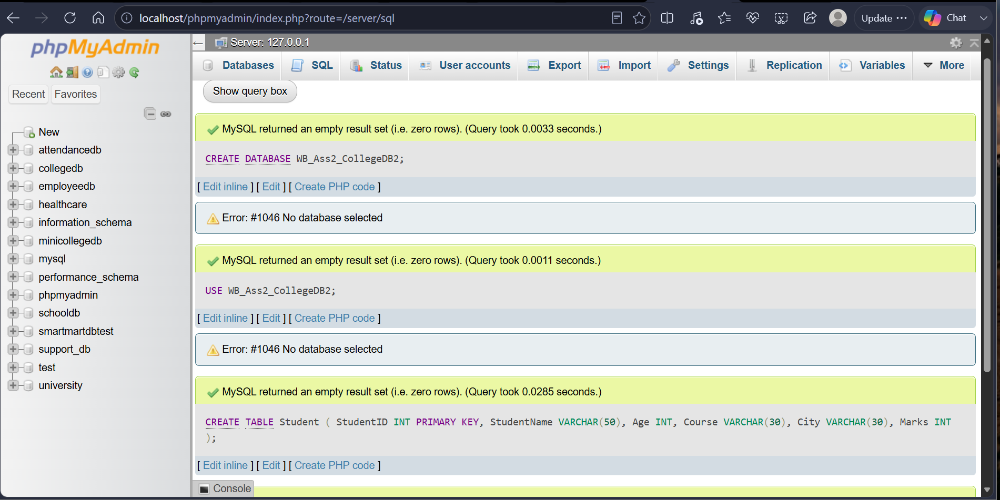 localhost/phpmyadmin/index.php?route=/server/sql
Update
Chat
phpMyAdmin
Recent
Favorites
New
attendancedb
collegedb
employeedb
healthcare
information_schema
minicollegedb
mysql
performance_schema
phpmyadmin
schooldb
smartmartdbtest
support_db
test
university
Server: 127.0.0.1
Databases
SQL
Status
User accounts
Export
Import
Settings
Replication
Variables
More
Show query box
MySQL returned an empty result set (i.e. zero rows). (Query took 0.0033 seconds.)
CREATE DATABASE WB_Ass2_CollegeDB2;
[ Edit inline ] [ Edit ] [ Create PHP code ]
Error: #1046 No database selected
MySQL returned an empty result set (i.e. zero rows). (Query took 0.0011 seconds.)
USE WB_Ass2_CollegeDB2;
[ Edit inline ] [ Edit ] [ Create PHP code ]
Error: #1046 No database selected
MySQL returned an empty result set (i.e. zero rows). (Query took 0.0285 seconds.)
CREATE TABLE Student ( StudentID INT PRIMARY KEY, StudentName VARCHAR(50), Age INT, Course VARCHAR(30), City VARCHAR(30), Marks INT
);
[ Edit inline ] [ Edit ] [ Create PHP code ]
Console